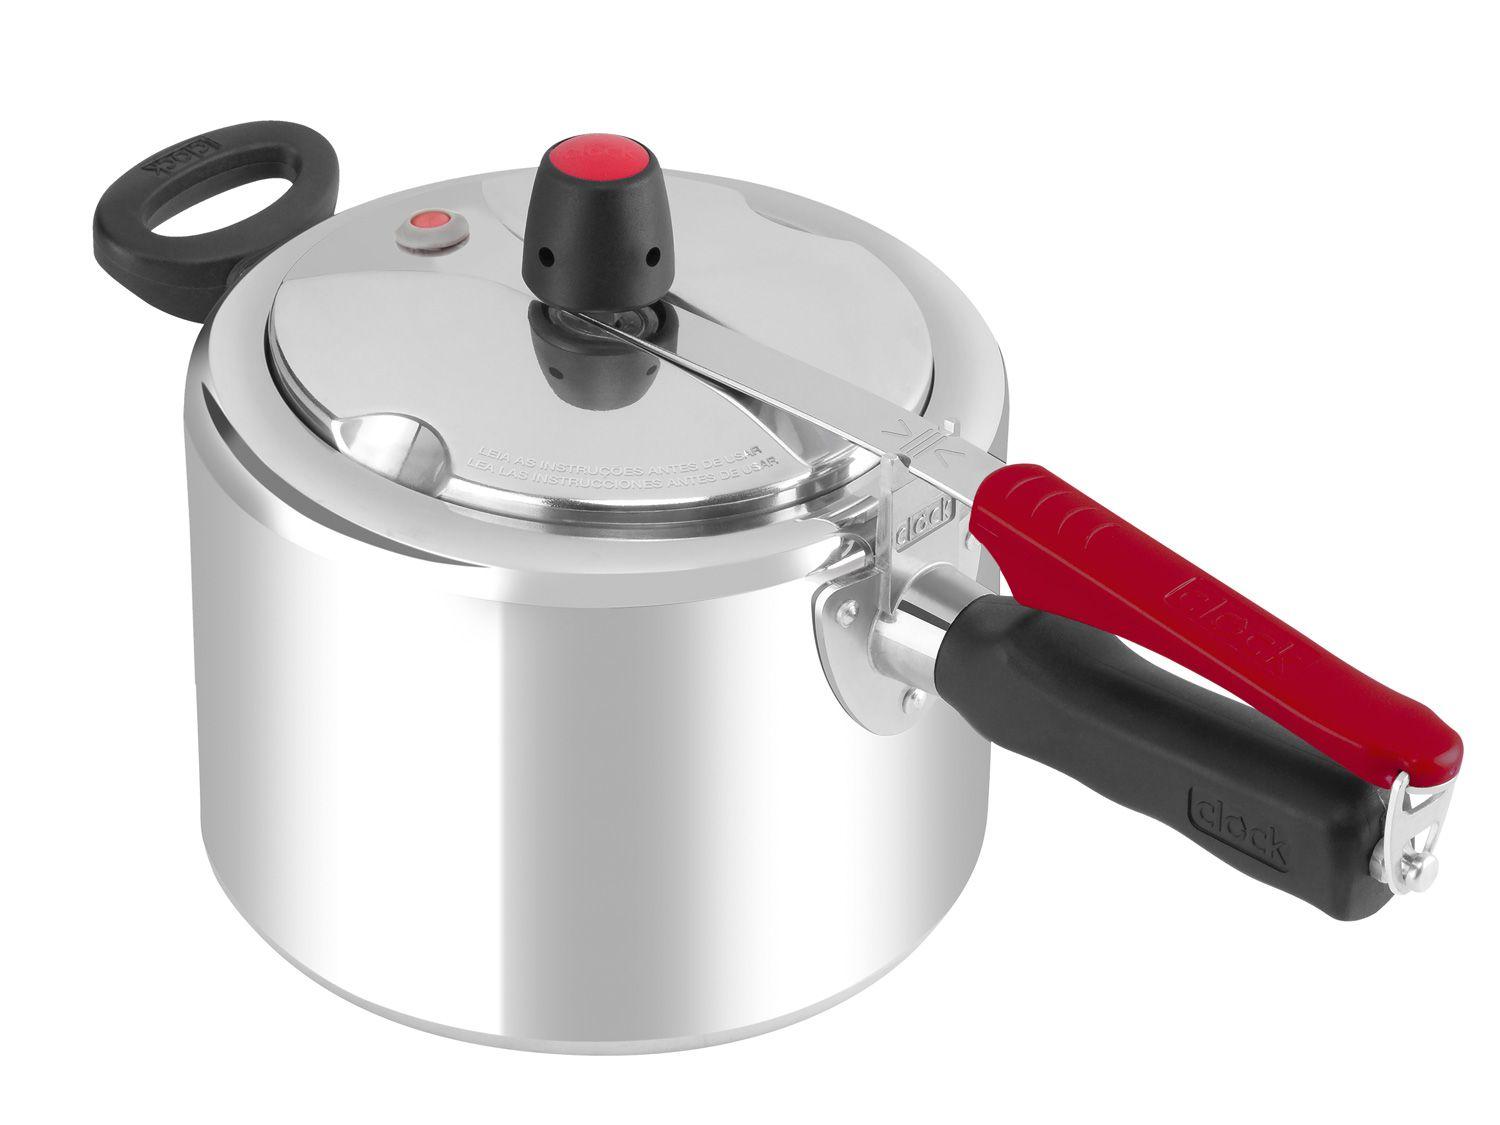 clock
clock
LEIA AS INSTRUÇÕES ANTES DE USAR
LEA LAS INSTRUCCIONES ANTES DE USAR
clock
clock
clock